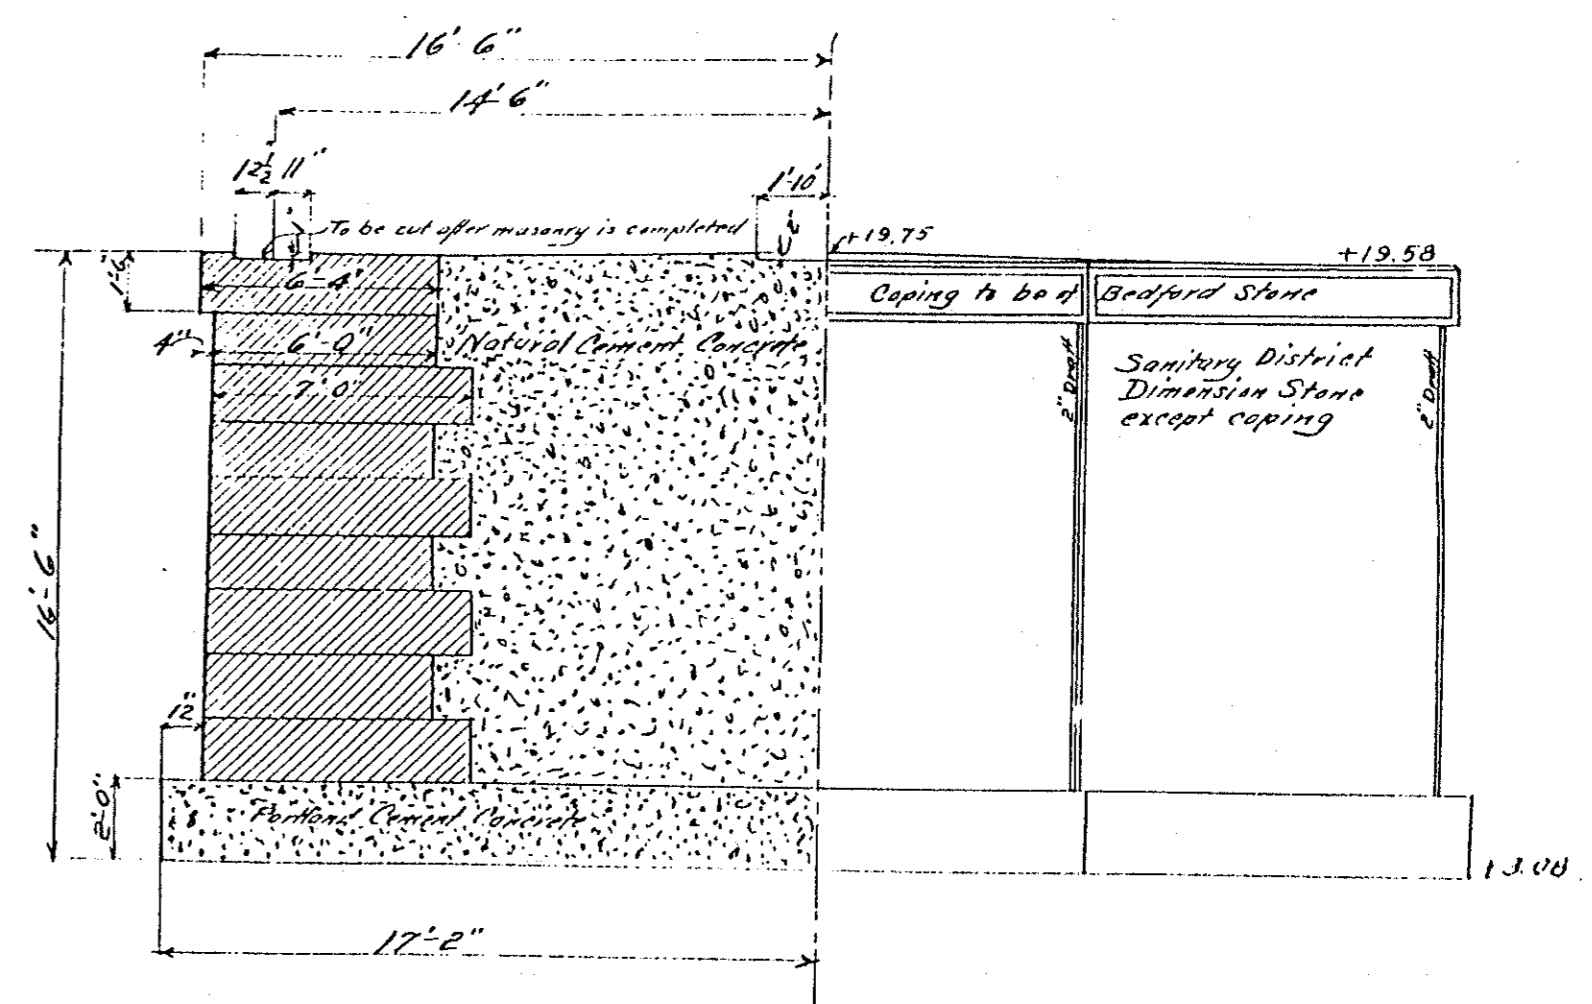 16'-6"
14'-6"
12½" 11"
1'-10"
To be cut after masonry is completed
+19.75
+19.58
1'-6"
6'-4"
Coping to be of Bedford Stone
4"
6'-0"
Natural Cement Concrete
7'-0"
2" Draft
Sanitary District
Dimension Stone
except coping
2" Draft
16'-6"
12"
2'-0"
Portland Cement Concrete
+3.08
17'-2"